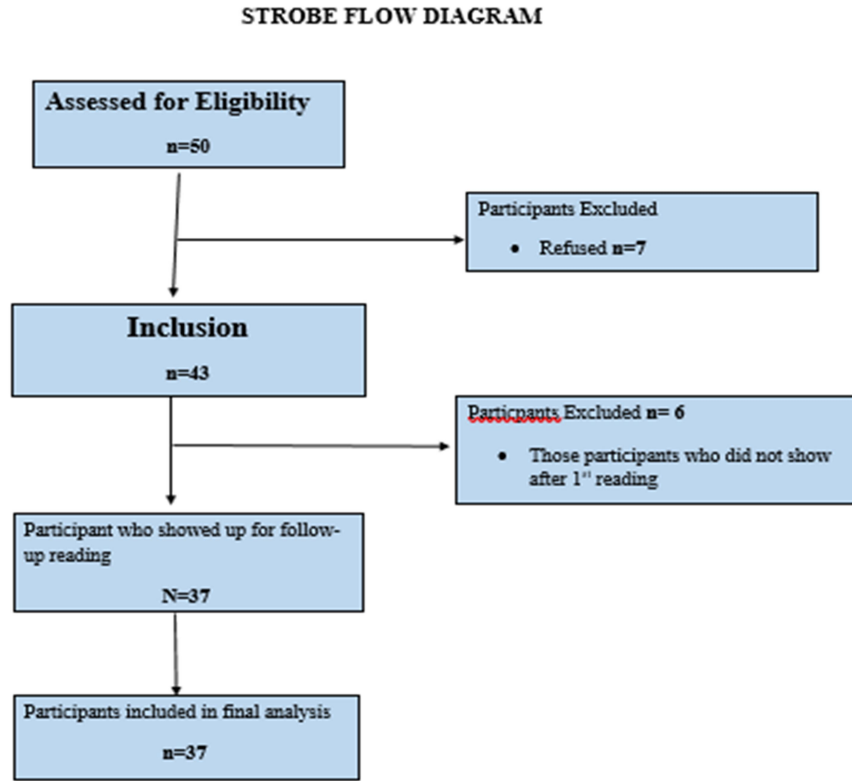 STROBE FLOW DIAGRAM
Assessed for Eligibility
n=50
Participants Excluded
• Refused n=7
Inclusion
n=43
Particpants Excluded n= 6
• Those participants who did not show
after 1st reading
Participant who showed up for follow-
up reading
N=37
Participants included in final analysis
n=37